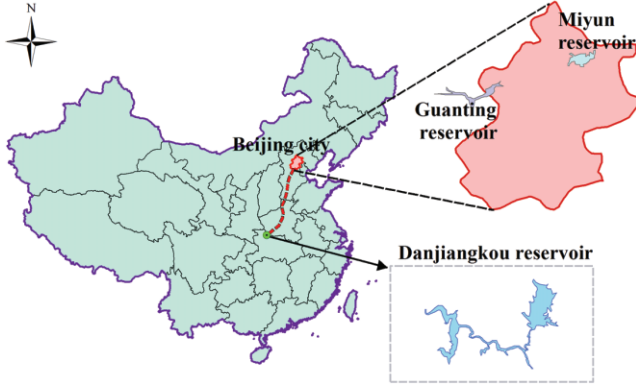 N
Miyun
reservoir
Guanting
reservoir
Beijing city
Danjiangkou reservoir